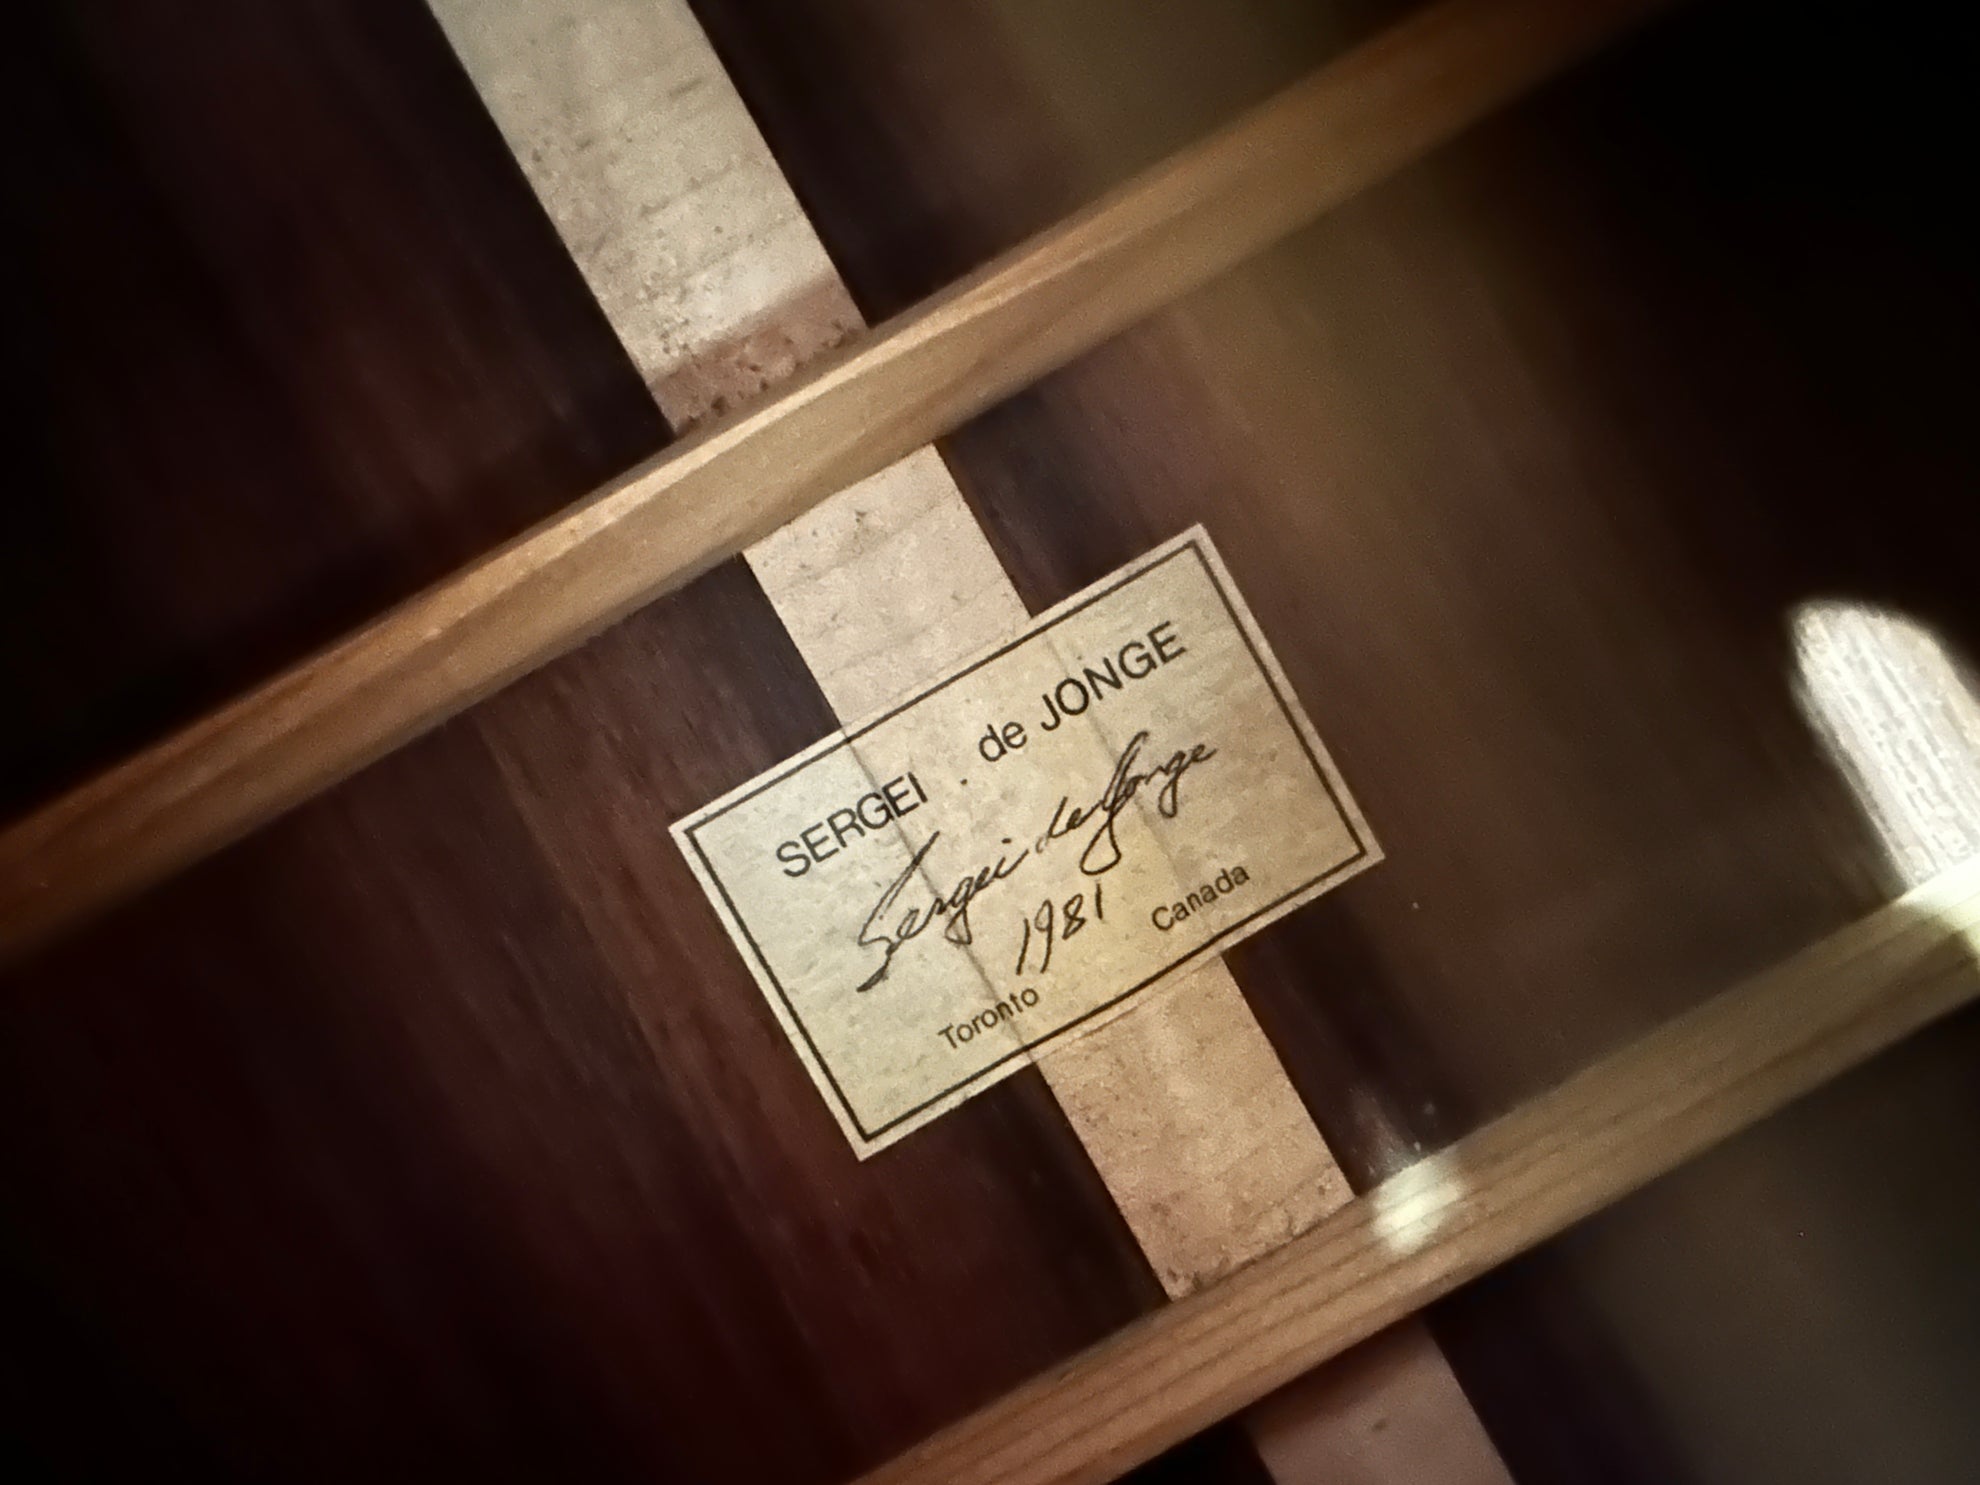 SERGEI de JONGE
Sergei de Jonge
1981
Toronto Canada